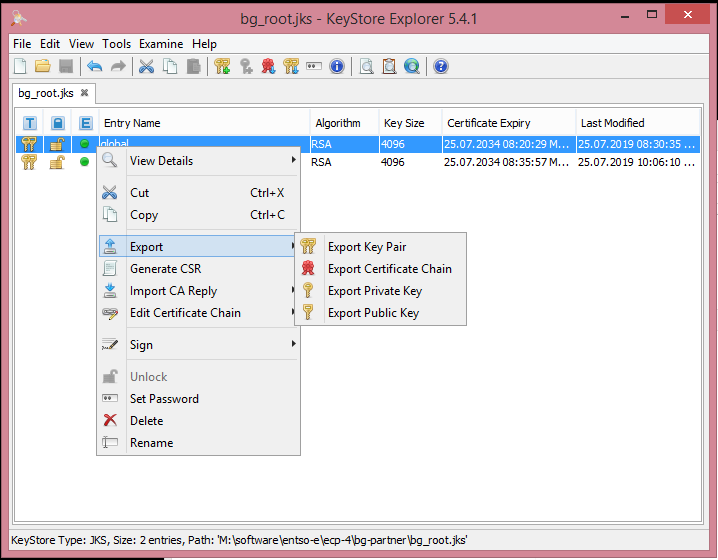 bg_root.jks - KeyStore Explorer 5.4.1
File Edit View Tools Examine Help
bg_root.jks
T E Entry Name Algorithm Key Size Certificate Expiry Last Modified
global RSA 4096 25.07.2034 08:20:29 M... 25.07.2019 08:30:35 ...
RSA 4096 25.07.2034 08:35:57 M... 25.07.2019 10:06:10 ...
View Details
Cut Ctrl+X
Copy Ctrl+C
Export
Generate CSR
Import CA Reply
Edit Certificate Chain
Sign
Unlock
Set Password
Delete
Rename
Export Key Pair
Export Certificate Chain
Export Private Key
Export Public Key
KeyStore Type: JKS, Size: 2 entries, Path: 'M:\software\entso-e\ecp-4\bg-partner\bg_root.jks'